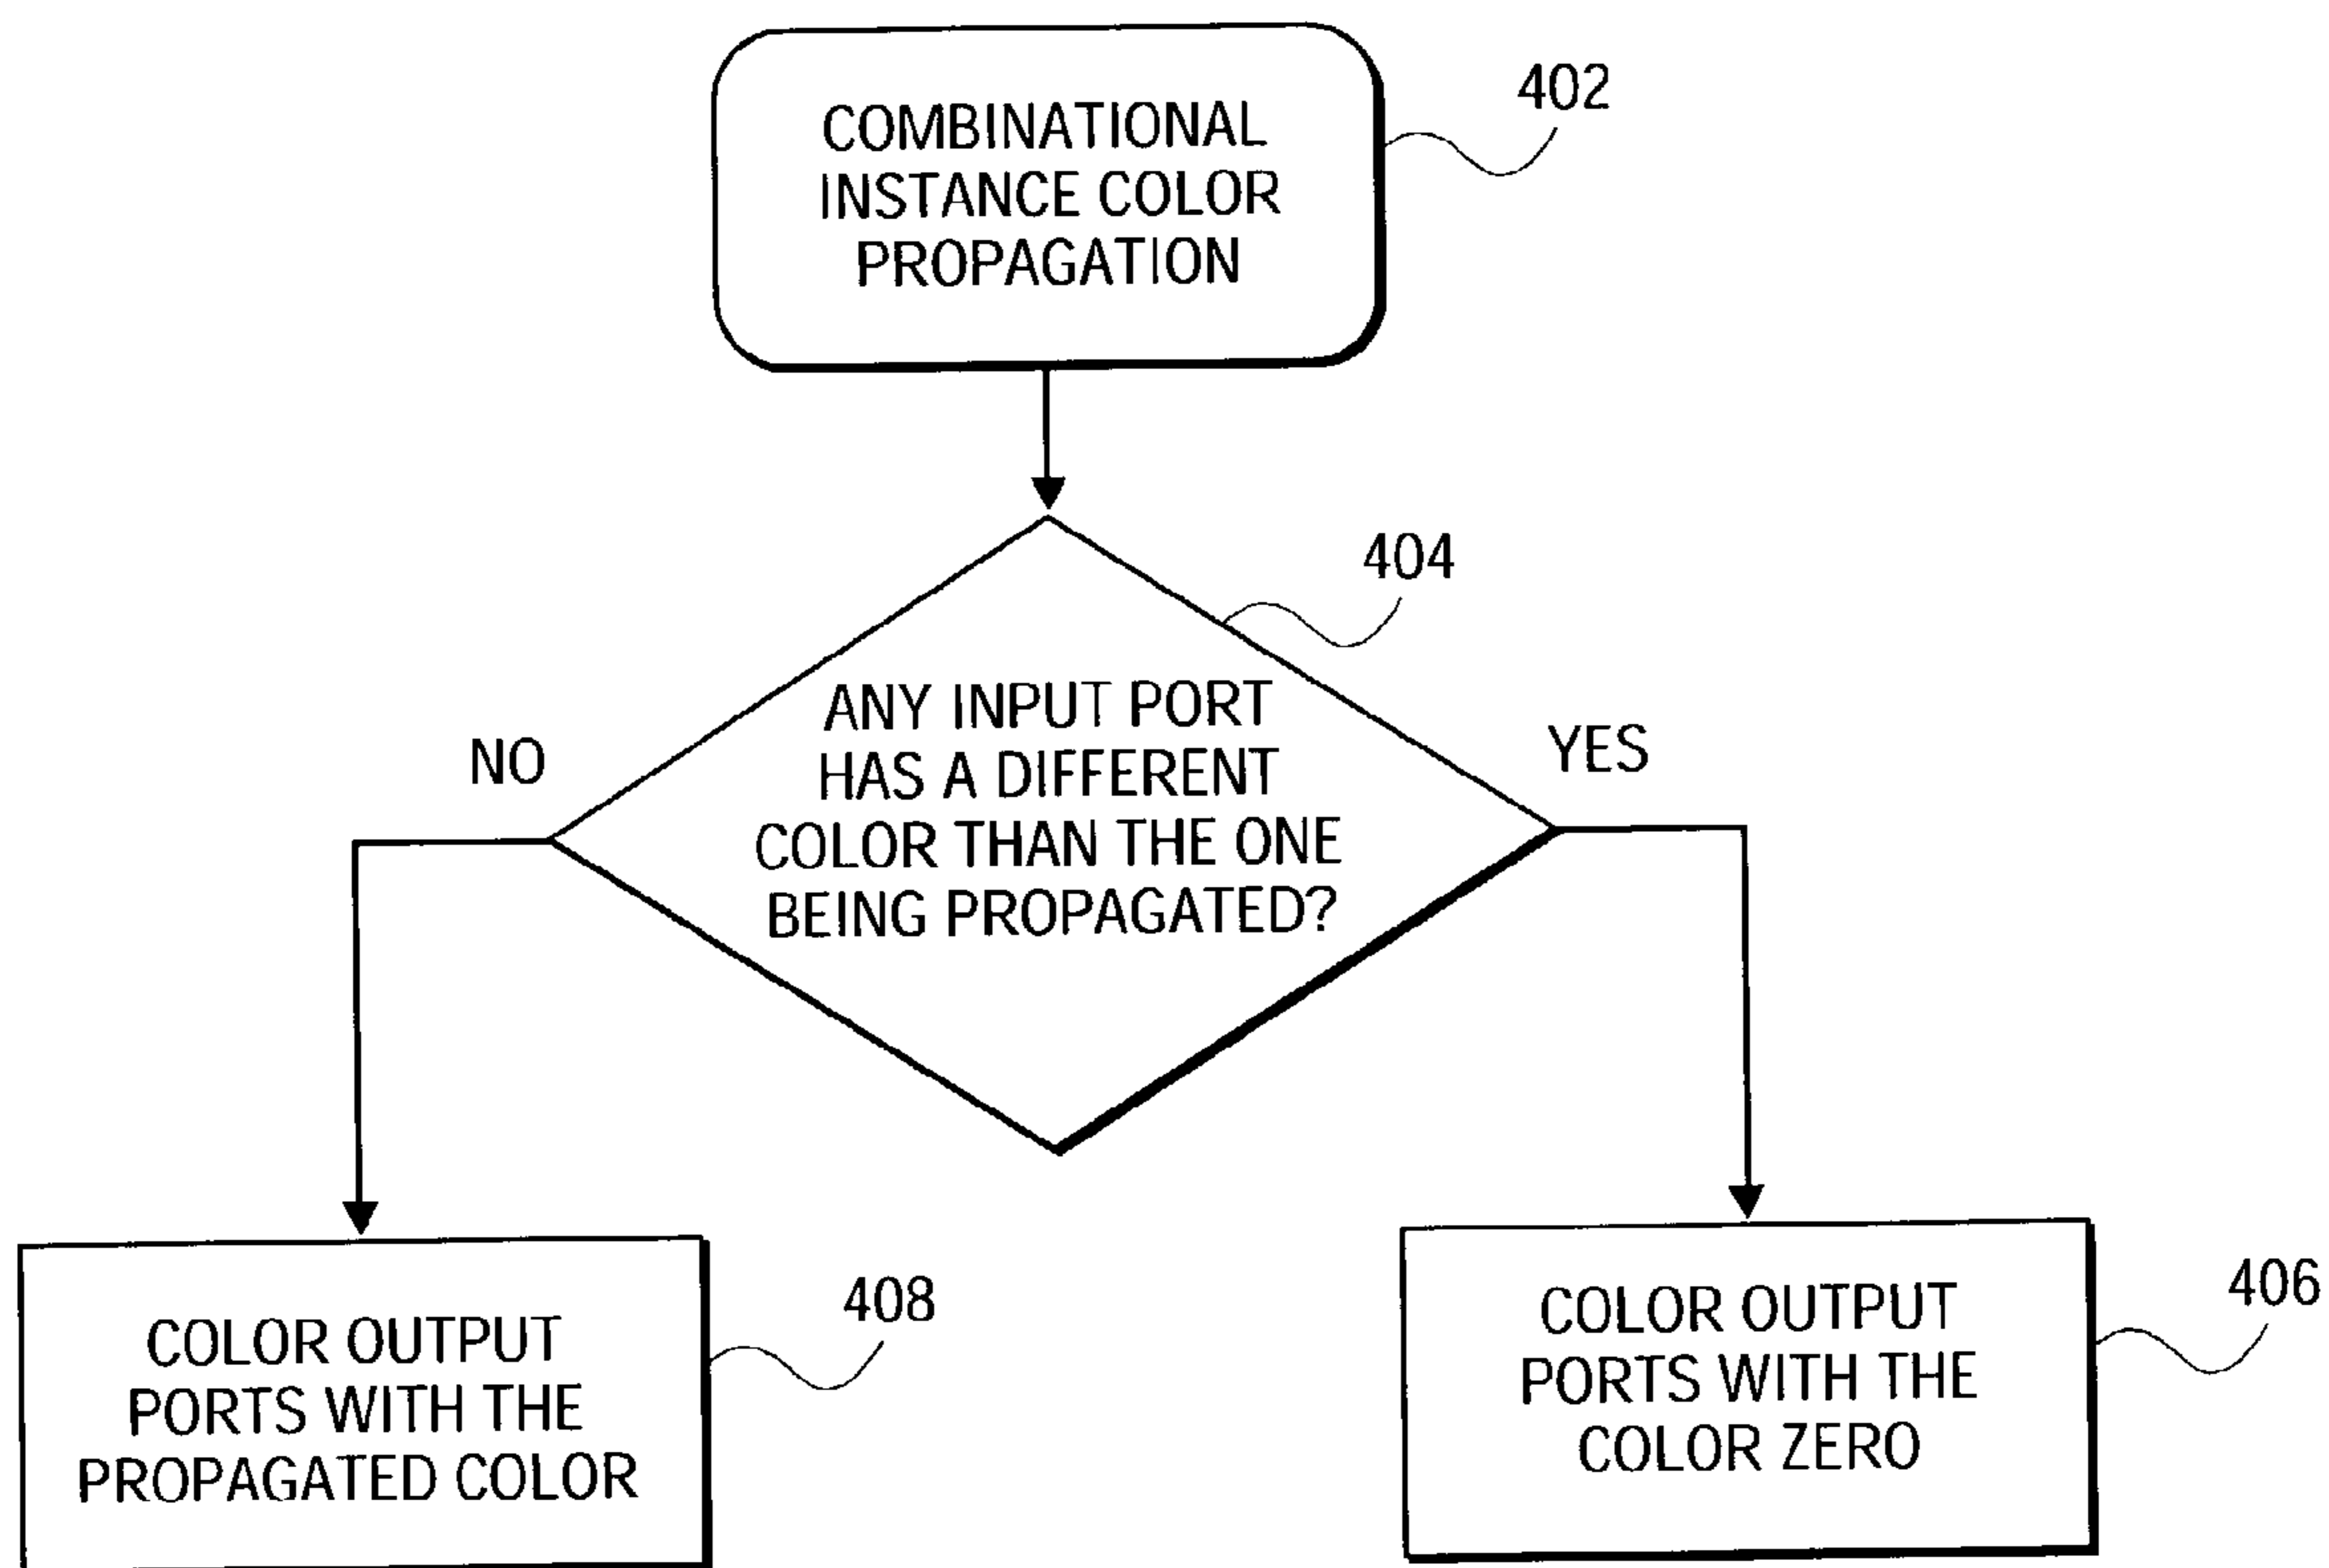 COMBINATIONAL
INSTANCE COLOR
PROPAGATION
402
404
ANY INPUT PORT
HAS A DIFFERENT
COLOR THAN THE ONE
BEING PROPAGATED?
NO
YES
COLOR OUTPUT
PORTS WITH THE
PROPAGATED COLOR
408
COLOR OUTPUT
PORTS WITH THE
COLOR ZERO
406